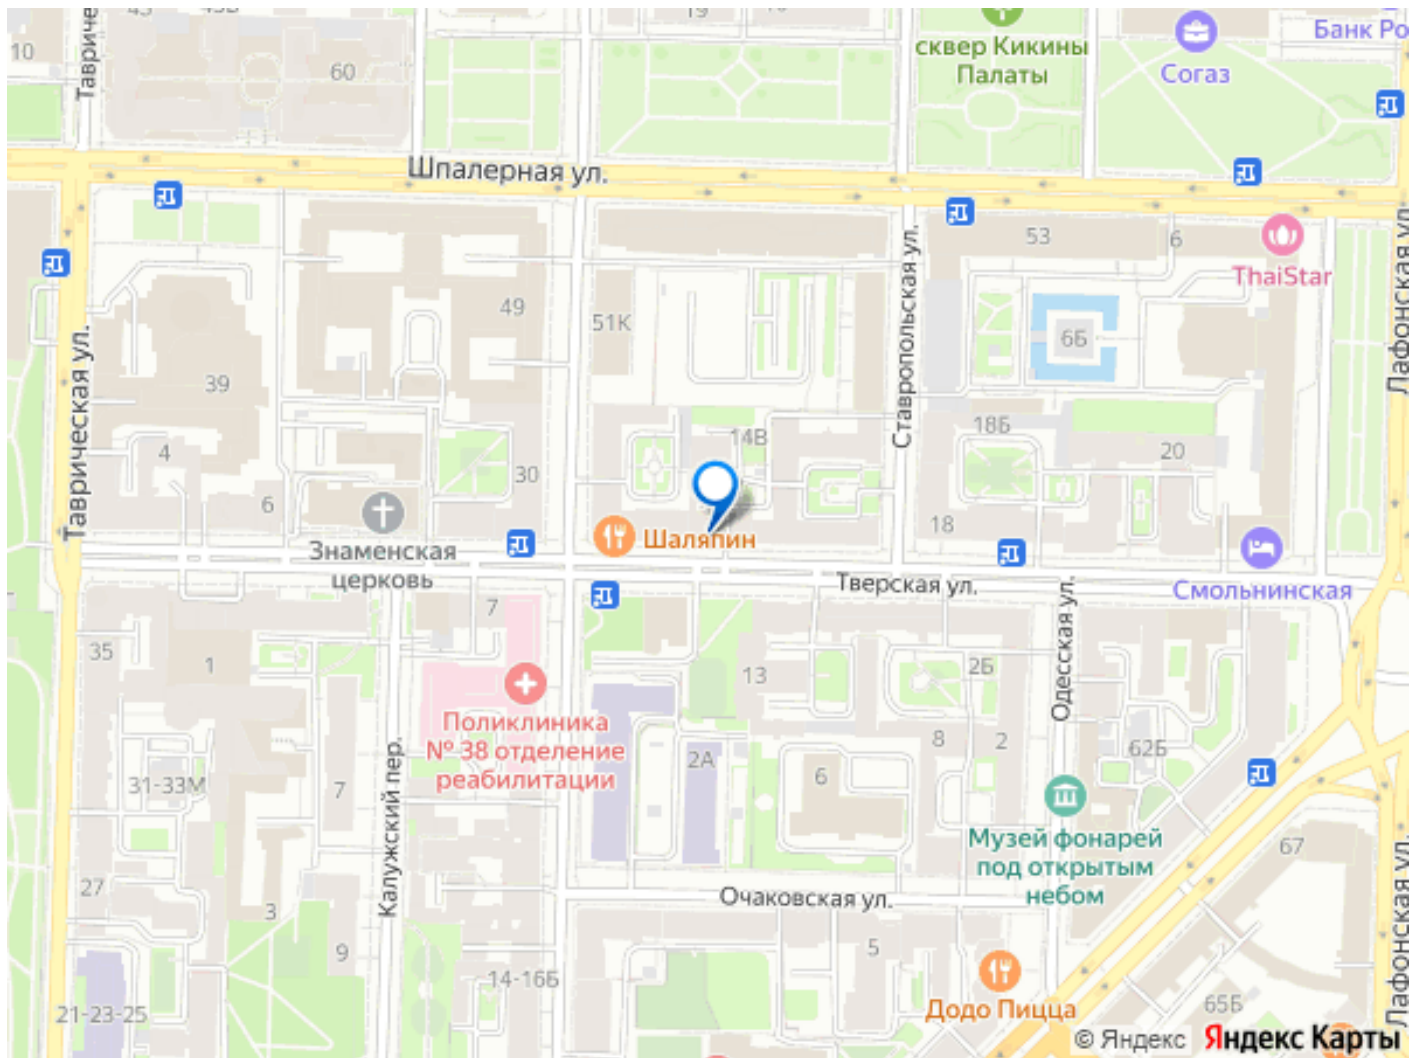 10
Тавриче
60
19
сквер Кикины
Палаты
Согаз
Банк Ро
Шпалерная ул.
53
6
ThaiStar
Лафонская ул.
Ставропольская ул.
49
51К
6Б
39
Таврическая ул.
4
6
30
14В
18Б
20
18
Знаменская
церковь
Шаляпин
Тверская ул.
Смольнинская
7
35
1
13
2Б
Одесская ул.
Поликлиника
№ 38 отделение
реабилитации
2А
8
2
62Б
6
31-33М
7
Калужский пер.
Музей фонарей
под открытым
небом
67
27
3
9
Очаковская ул.
5
14-16Б
21-23-25
Додо Пицца
65Б
Лафонская ул.
© Яндекс Яндекс Карты